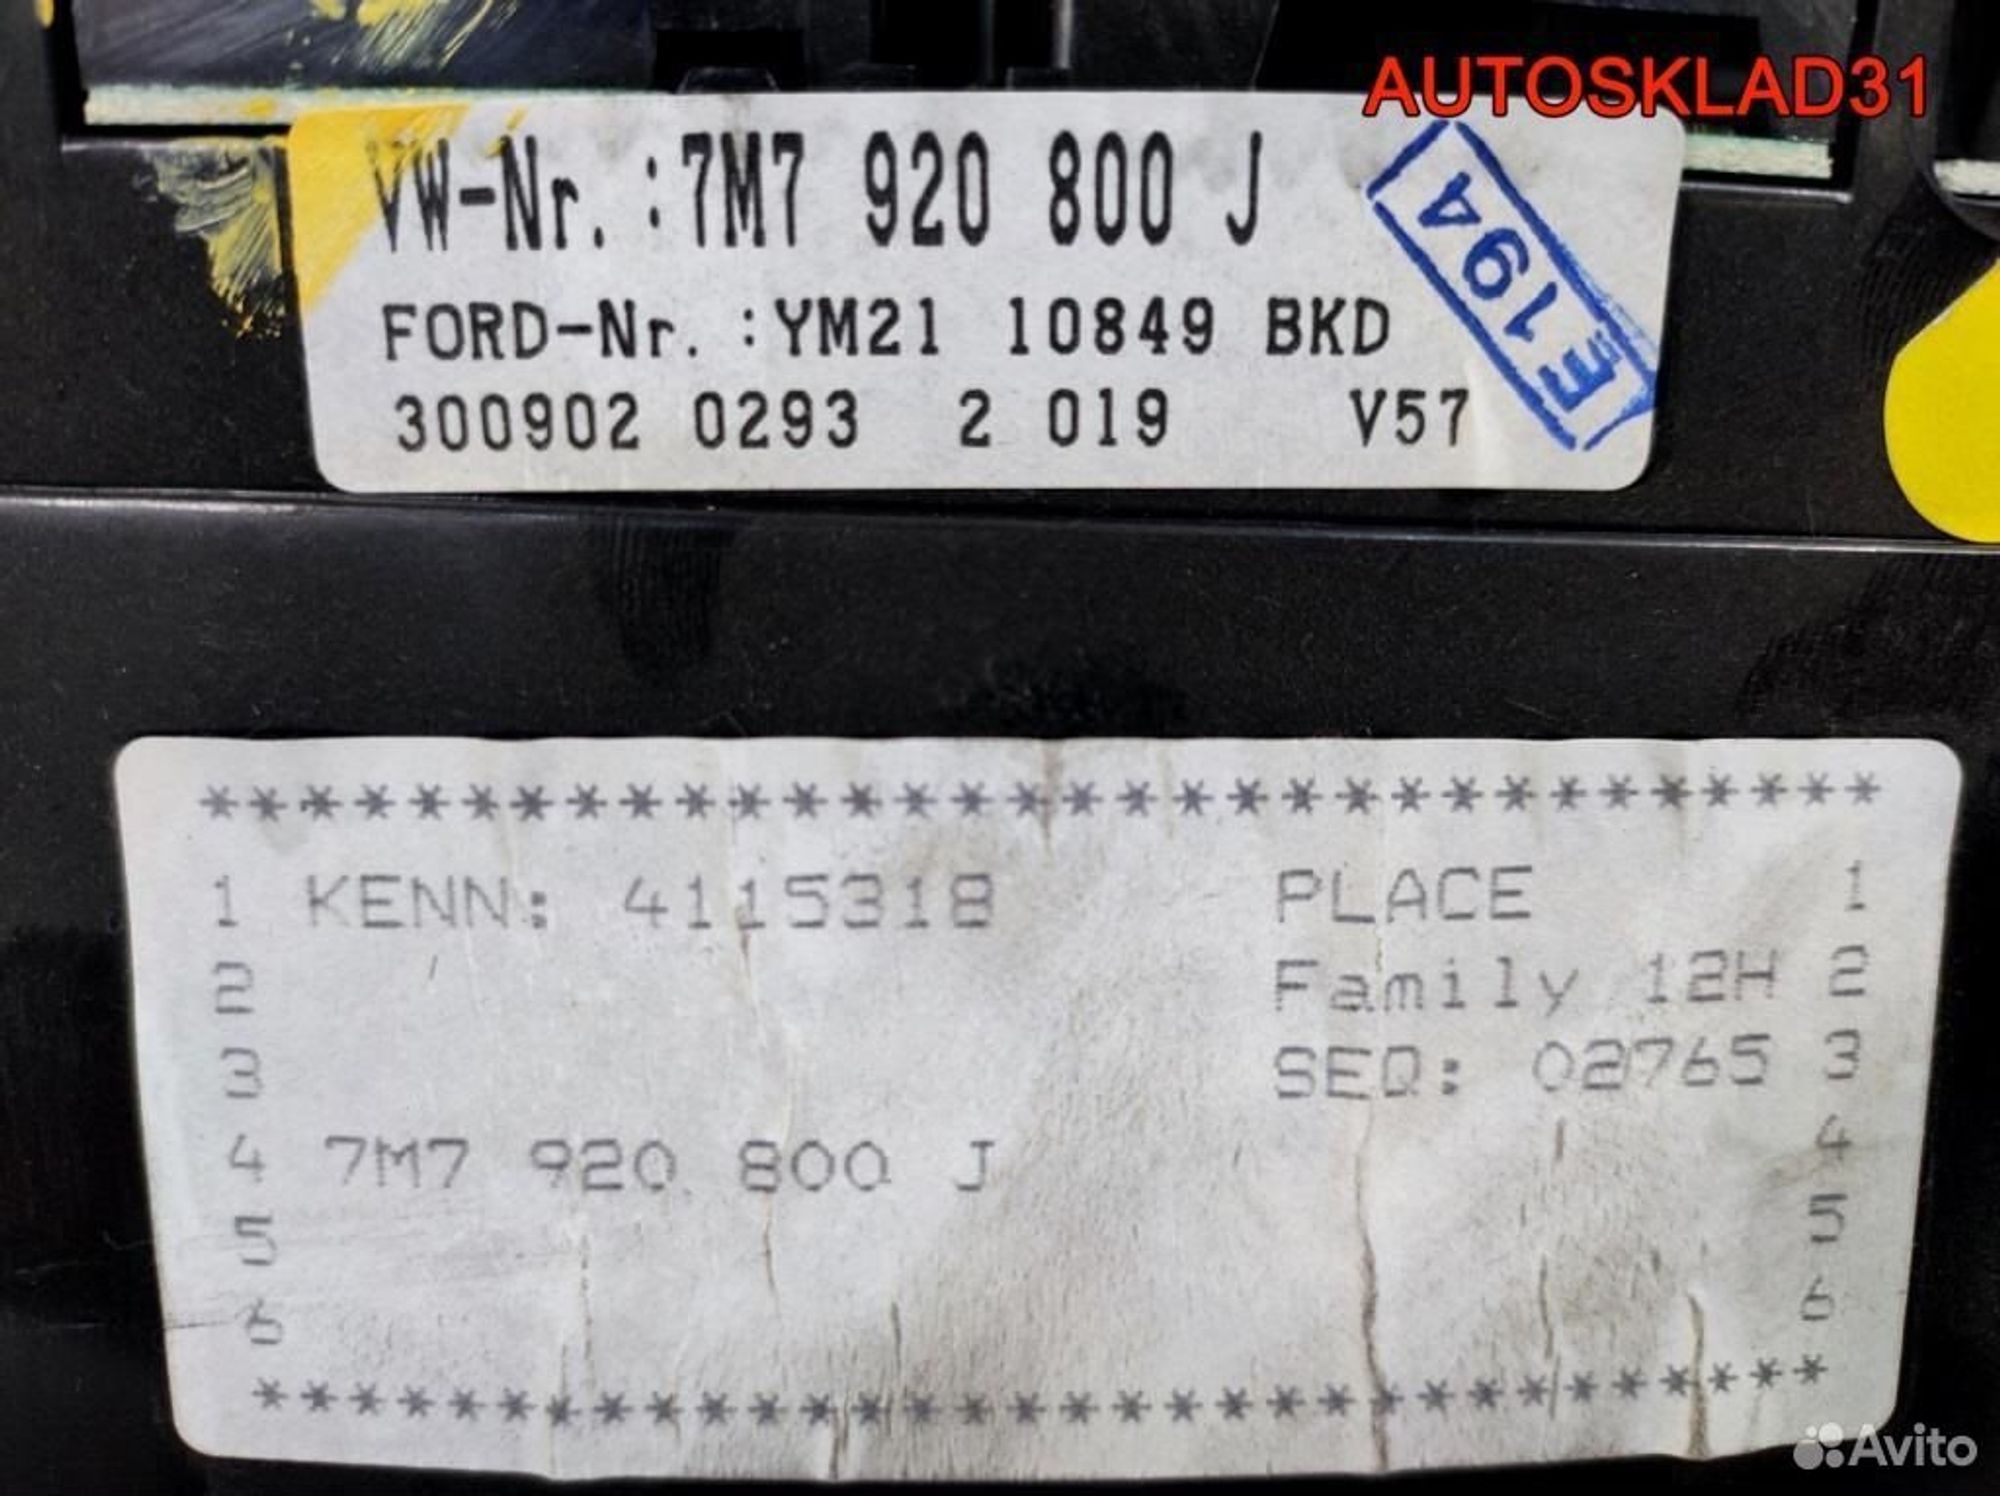 AUTOSKLAD31
VW-Nr.:7M7 920 800 J
FORD-Nr. :YM21 10849 BKD
300902 0293 2 019 V57
E194
*******************************
1 KENN: 4115318 PLACE 1
2 Family 12H 2
3 SEQ: 02765 3
4 7M7 920 800 J 4
5 5
6 6
*******************************
Avito